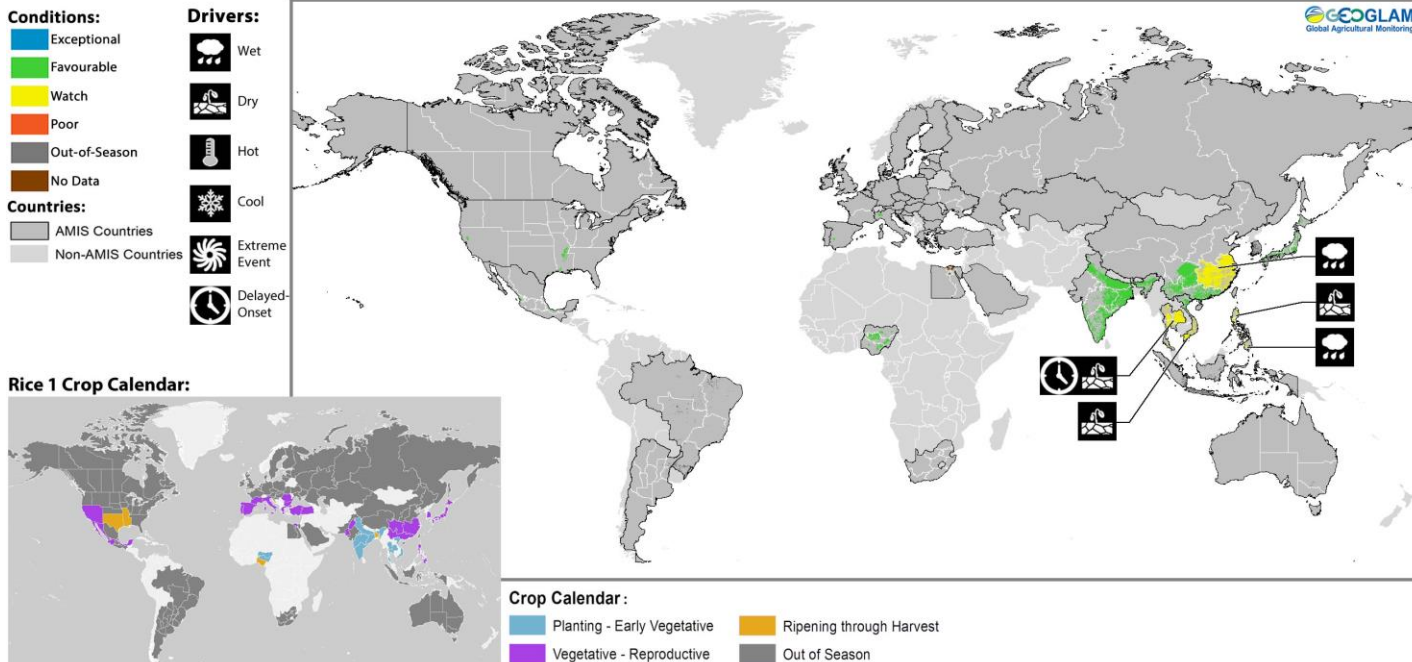 Conditions:
Exceptional
Favourable
Watch
Poor
Out-of-Season
No Data
Countries:
AMIS Countries
Non-AMIS Countries
Drivers:
Wet
Dry
Hot
Cool
Extreme
Event
Delayed-
Onset
GEOGLAM
Global Agricultural Monitoring
Rice 1 Crop Calendar:
Crop Calendar :
Planting - Early Vegetative
Vegetative - Reproductive
Ripening through Harvest
Out of Season